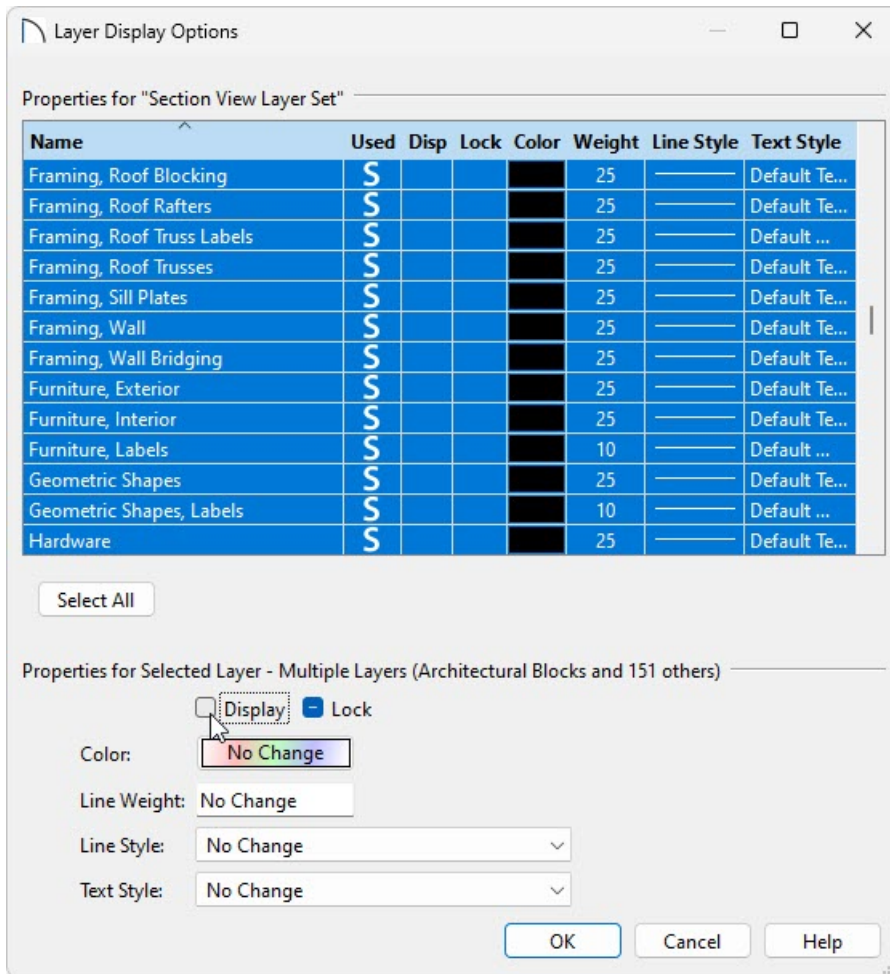 Layer Display Options
Properties for "Section View Layer Set"
Name Used Disp Lock Color Weight Line Style Text Style
Framing, Roof Blocking S 25 Default Te...
Framing, Roof Rafters S 25 Default Te...
Framing, Roof Truss Labels S 25 Default ...
Framing, Roof Trusses S 25 Default Te...
Framing, Sill Plates S 25 Default Te...
Framing, Wall S 25 Default Te...
Framing, Wall Bridging S 25 Default Te...
Furniture, Exterior S 25 Default Te...
Furniture, Interior S 25 Default Te...
Furniture, Labels S 10 Default ...
Geometric Shapes S 25 Default Te...
Geometric Shapes, Labels S 10 Default ...
Hardware S 25 Default Te...
Select All
Properties for Selected Layer - Multiple Layers (Architectural Blocks and 151 others)
Display Lock
Color: No Change
Line Weight: No Change
Line Style: No Change
Text Style: No Change
OK Cancel Help